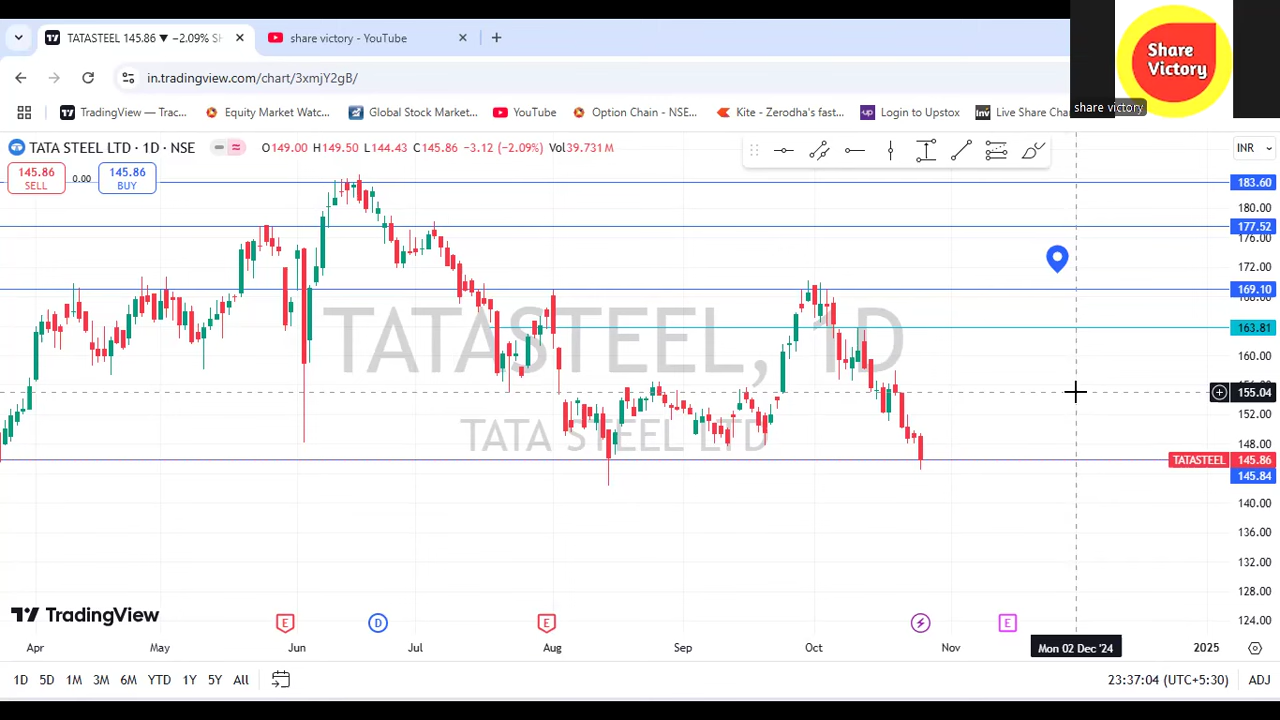 TATASTEEL 145.86 ▼ −2.09% SH
share victory - YouTube
Share
Victory
share victory
in.tradingview.com/chart/3xmjY2gB/
TradingView — Trac...
Equity Market Watc...
Global Stock Market...
YouTube
Option Chain - NSE...
Kite - Zerodha's fast...
Login to Upstox
Live Share Cha
TATA STEEL LTD · 1D · NSE
O149.00 H149.50 L144.43 C145.86 −3.12 (−2.09%) Vol39.731 M
INR
145.86
SELL
0.00
145.86
BUY
183.60
180.00
177.52
176.00
172.00
169.10
163.81
160.00
155.04
152.00
148.00
TATASTEEL 145.86
145.84
140.00
136.00
132.00
128.00
124.00
TATASTEEL, 1D
TATA STEEL LTD
TradingView
E
D
E
E
Apr May Jun Jul Aug Sep Oct Nov Mon 02 Dec '24 2025
1D 5D 1M 3M 6M YTD 1Y 5Y All
23:37:04 (UTC+5:30) ADJ